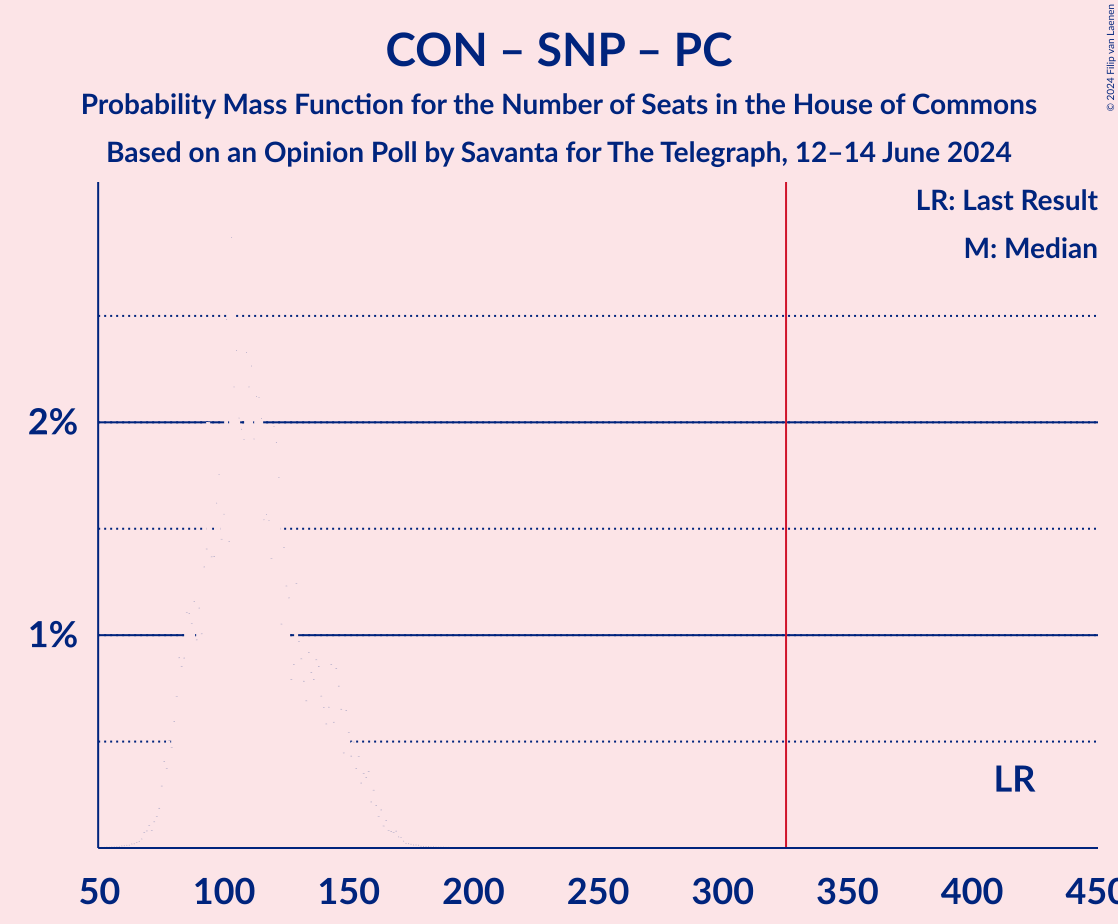 CON – SNP – PC
Probability Mass Function for the Number of Seats in the House of Commons
Based on an Opinion Poll by Savanta for The Telegraph, 12–14 June 2024
© 2024 Filip van Laenen
LR: Last Result
M: Median
2%
1%
LR
50 100 150 200 250 300 350 400 450